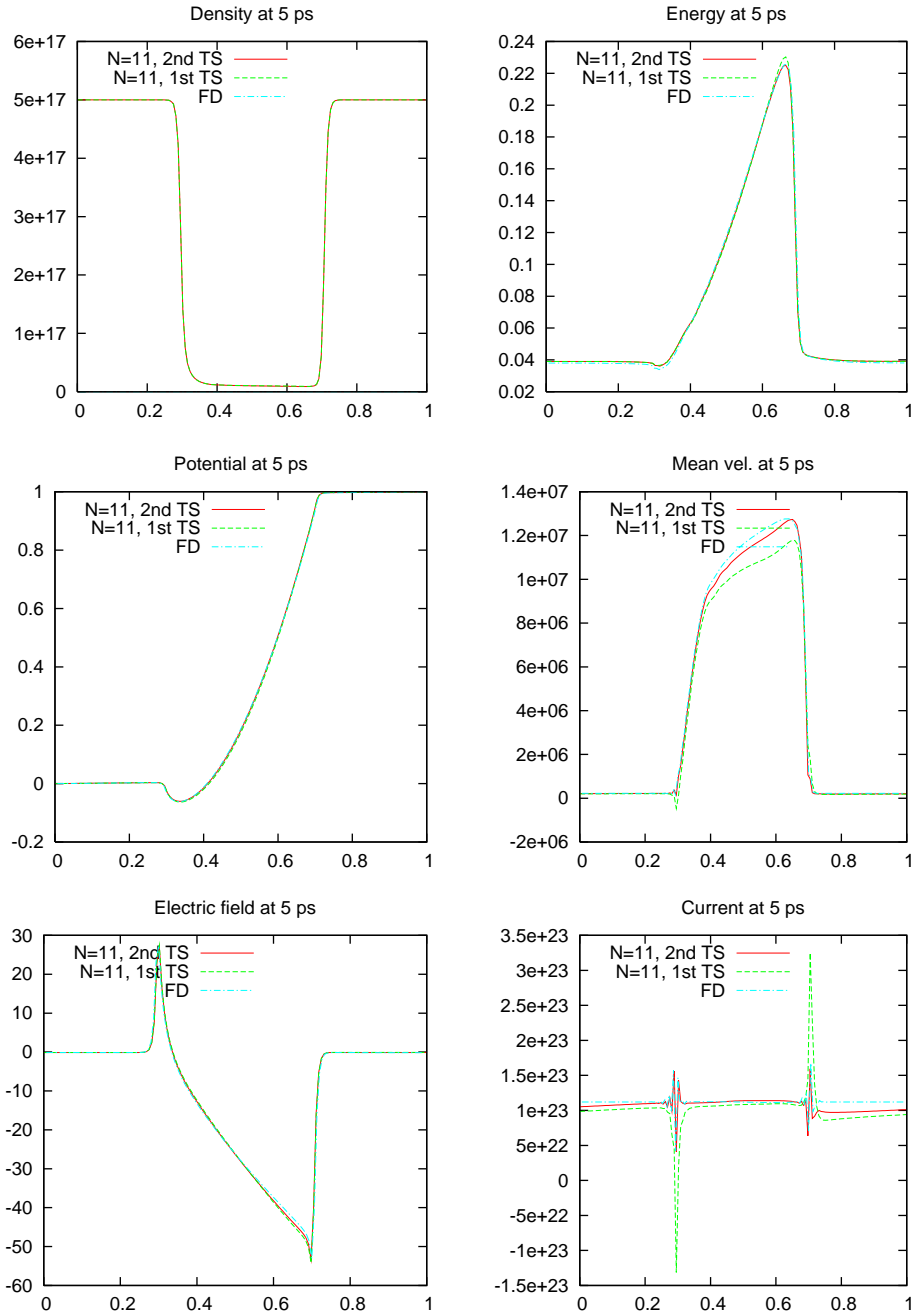 Density at 5 ps
6e+17
5e+17
4e+17
3e+17
2e+17
1e+17
0
N=11, 2nd TS
N=11, 1st TS
FD
0 0.2 0.4 0.6 0.8 1
Energy at 5 ps
0.24
0.22
0.2
0.18
0.16
0.14
0.12
0.1
0.08
0.06
0.04
0.02
N=11, 2nd TS
N=11, 1st TS
FD
0 0.2 0.4 0.6 0.8 1
Potential at 5 ps
1
0.8
0.6
0.4
0.2
0
-0.2
N=11, 2nd TS
N=11, 1st TS
FD
0 0.2 0.4 0.6 0.8 1
Mean vel. at 5 ps
1.4e+07
1.2e+07
1e+07
8e+06
6e+06
4e+06
2e+06
0
-2e+06
N=11, 2nd TS
N=11, 1st TS
FD
0 0.2 0.4 0.6 0.8 1
Electric field at 5 ps
30
20
10
0
-10
-20
-30
-40
-50
-60
N=11, 2nd TS
N=11, 1st TS
FD
0 0.2 0.4 0.6 0.8 1
Current at 5 ps
3.5e+23
3e+23
2.5e+23
2e+23
1.5e+23
1e+23
5e+22
0
-5e+22
-1e+23
-1.5e+23
N=11, 2nd TS
N=11, 1st TS
FD
0 0.2 0.4 0.6 0.8 1